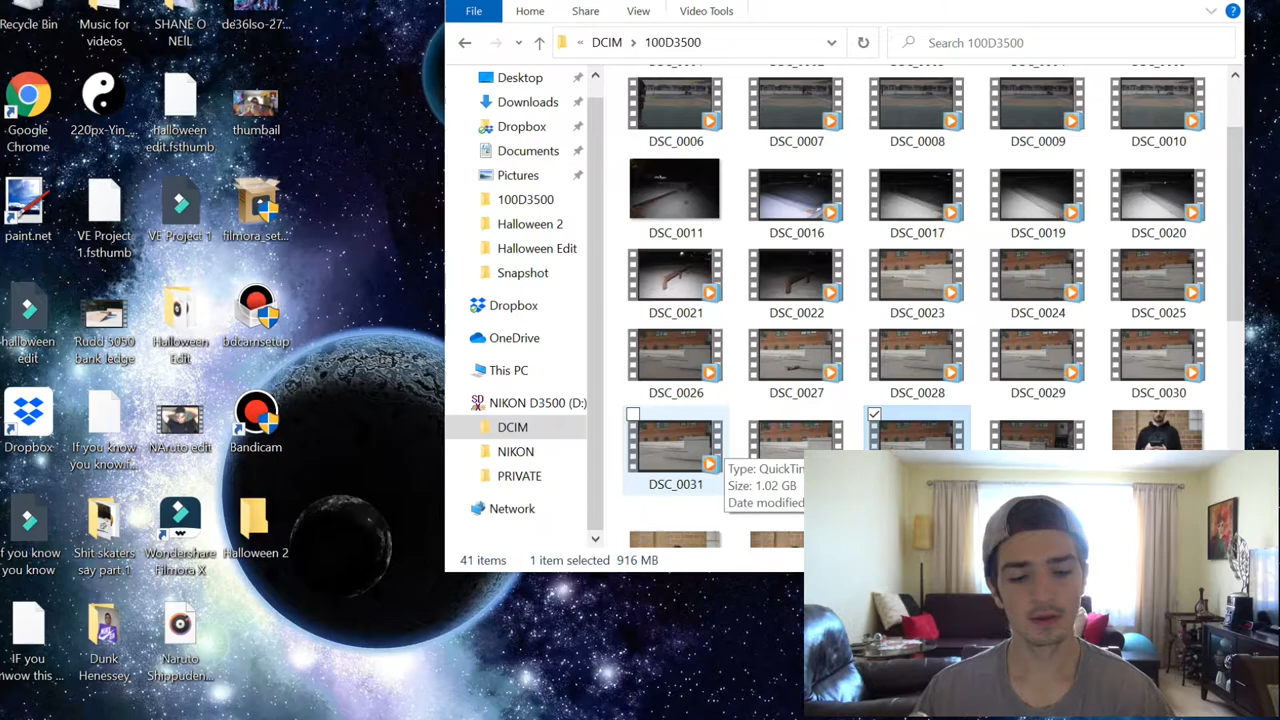 Recycle Bin
Music for
videos
SHANE O
NEIL
de36lso-27...
Google
Chrome
220px-Yin_...
halloween
edit.fsthumb
thumbail
paint.net
VE Project
1.fsthumb
VE Project 1
filmora_set...
halloween
edit
Rudd 3050
bank ledge
Halloween
Edit
bdcamsetup
Dropbox
If you know
you know.i...
NAruto edit
Bandicam
if you know
you know
Shit skaters
say part 1
Wondershare
Filmora X
Halloween 2
IF you
nwow this ...
Dunk
Henessey
Naruto
Shippuden...
File
Home
Share
View
Video Tools
?
« DCIM > 100D3500
Search 100D3500
Desktop
Downloads
Dropbox
Documents
Pictures
100D3500
Halloween 2
Halloween Edit
Snapshot
Dropbox
OneDrive
This PC
NIKON D3500 (D:)
DCIM
NIKON
PRIVATE
Network
DSC_0006
DSC_0007
DSC_0008
DSC_0009
DSC_0010
DSC_0011
DSC_0016
DSC_0017
DSC_0019
DSC_0020
DSC_0021
DSC_0022
DSC_0023
DSC_0024
DSC_0025
DSC_0026
DSC_0027
DSC_0028
DSC_0029
DSC_0030
DSC_0031
Type: QuickTin
Size: 1.02 GB
Date modified
41 items
1 item selected 916 MB